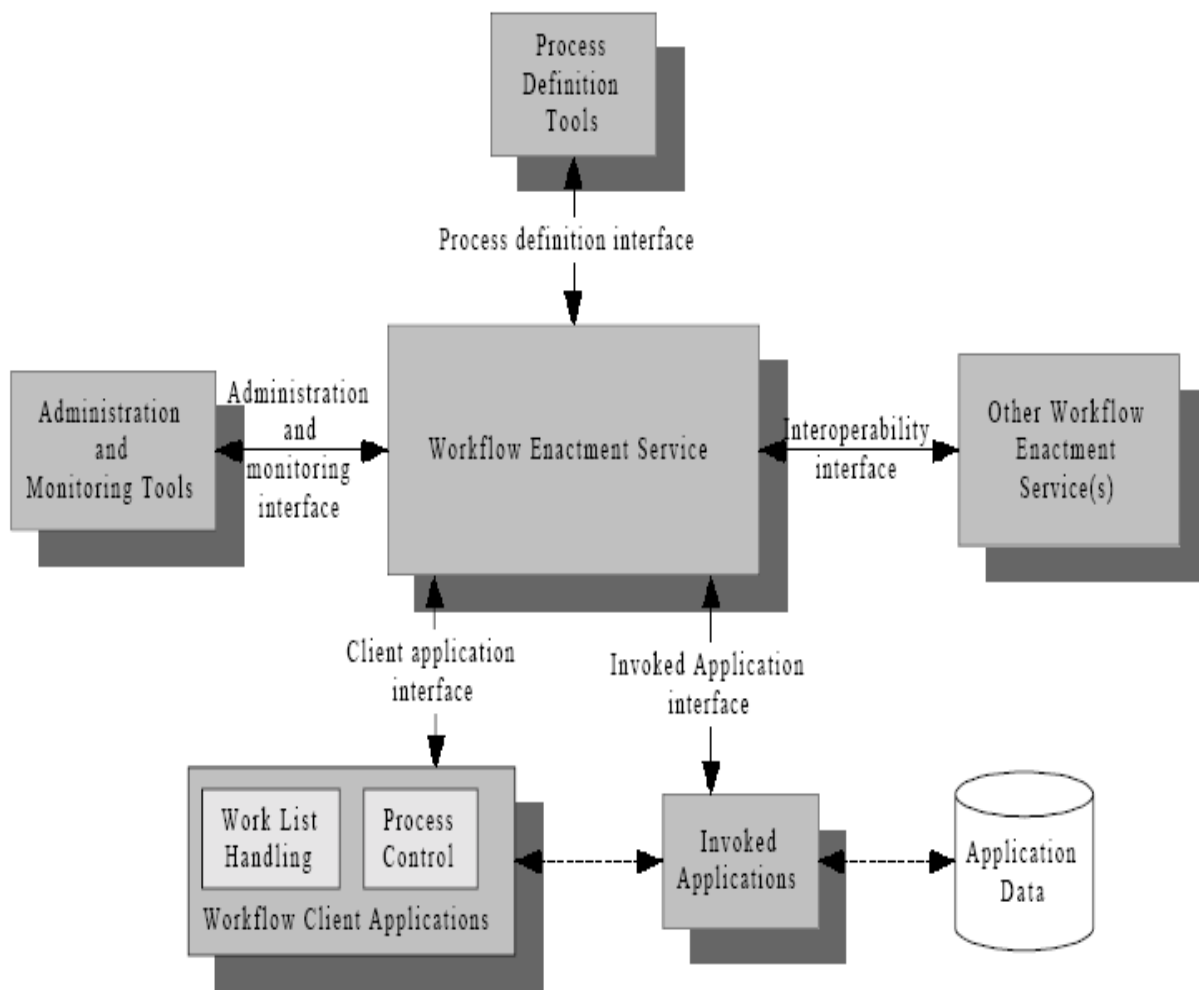 Process
Definition
Tools
Process definition interface
Administration
and
Monitoring Tools
Administration
and
monitoring
interface
Workflow Enactment Service
Interoperability
interface
Other Workflow
Enactment
Service(s)
Client application
interface
Invoked Application
interface
Work List
Handling
Process
Control
Workflow Client Applications
Invoked
Applications
Application
Data